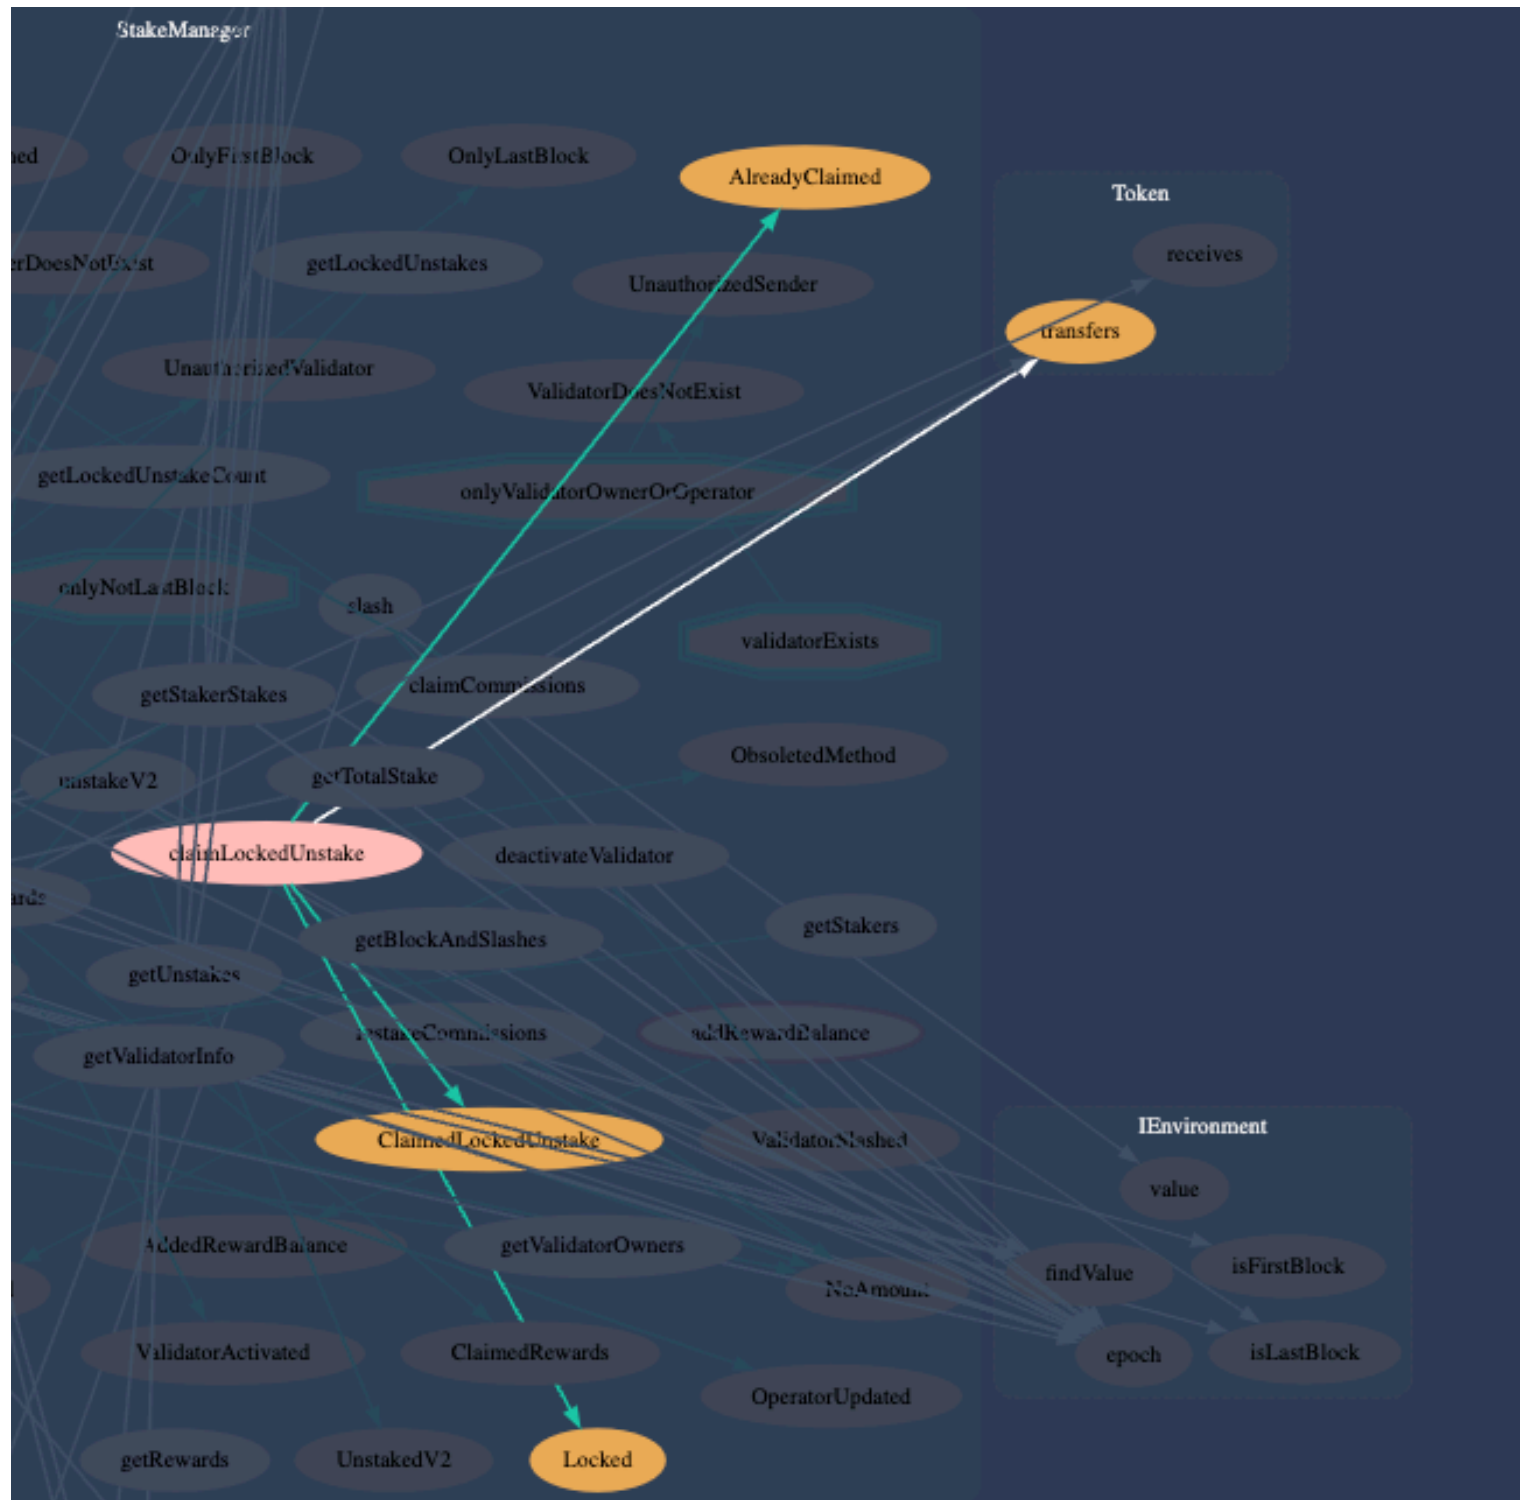 StakeManager
OnlyFirstBlock
OnlyLastBlock
AlreadyClaimed
Token
receives
getLockedUnstakes
UnauthorizedSender
transfers
UnauthorizedValidator
ValidatorDoesNotExist
getLockedUnstakeCount
onlyValidatorOwnerOrOperator
onlyNotLastBlock
slash
validatorExists
getStakerStakes
claimCommissions
ObsoletedMethod
unstakeV2
getTotalStake
claimLockedUnstake
deactivateValidator
getStakers
getBlockAndSlashes
getUnstakes
restakeCommissions
addRewardBalance
getValidatorInfo
IEnvironment
ClaimedLockedUnstake
ValidatorSlashed
value
AddedRewardBalance
getValidatorOwners
isFirstBlock
findValue
NoAmount
ValidatorActivated
ClaimedRewards
epoch
isLastBlock
OperatorUpdated
getRewards
UnstakedV2
Locked